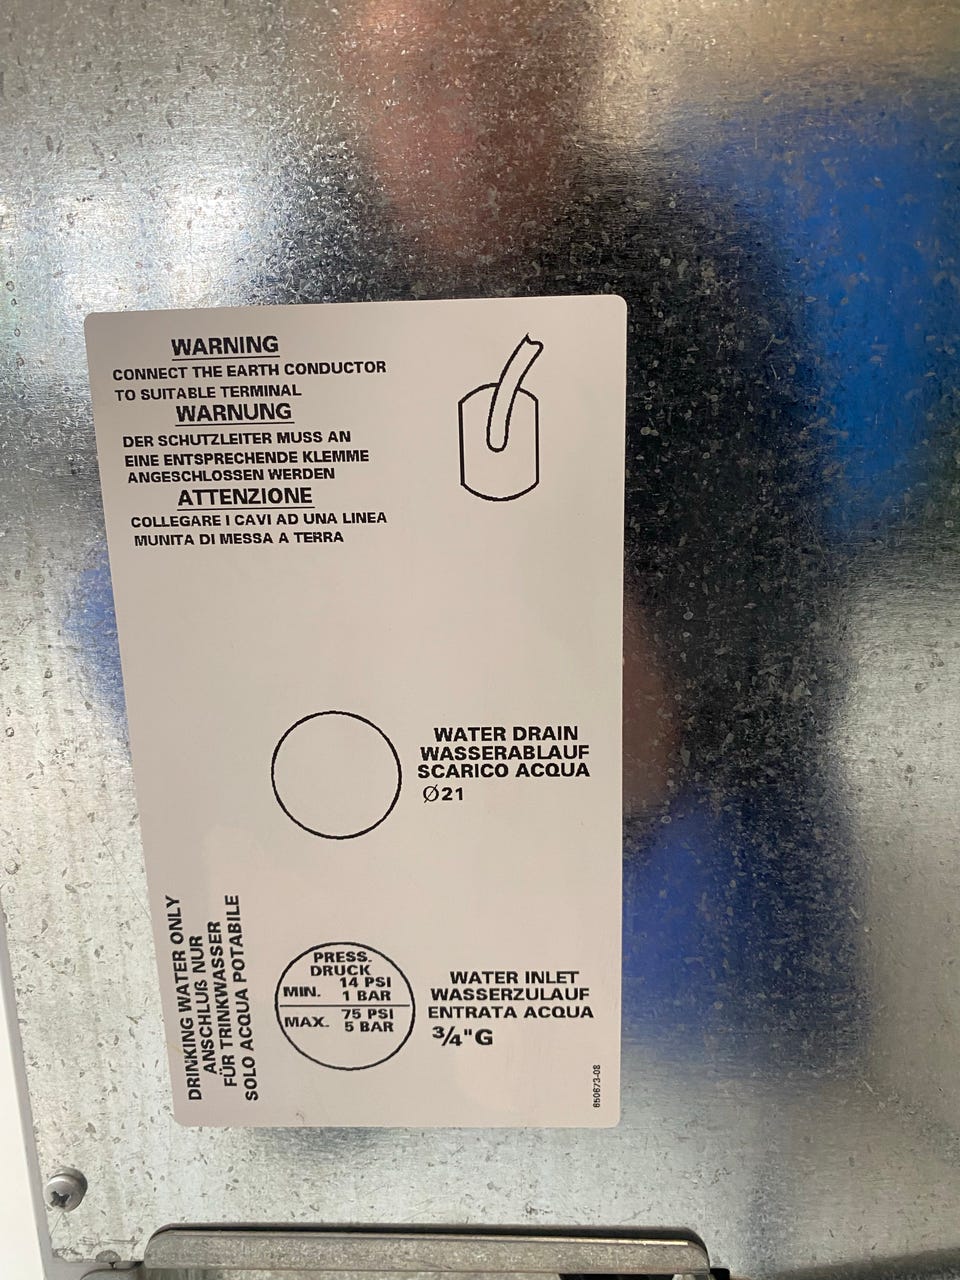 WARNING
CONNECT THE EARTH CONDUCTOR
TO SUITABLE TERMINAL
WARNUNG
DER SCHUTZLEITER MUSS AN
EINE ENTSPRECHENDE KLEMME
ANGESCHLOSSEN WERDEN
ATTENZIONE
COLLEGARE I CAVI AD UNA LINEA
MUNITA DI MESSA A TERRA
WATER DRAIN
WASSERABLAUF
SCARICO ACQUA
Ø21
DRINKING WATER ONLY
ANSCHLUß NUR
FÜR TRINKWASSER
SOLO ACQUA POTABILE
PRESS.
DRUCK
MIN. 14 PSI
1 BAR
MAX. 75 PSI
5 BAR
WATER INLET
WASSERZULAUF
ENTRATA ACQUA
3/4"G
650673-08